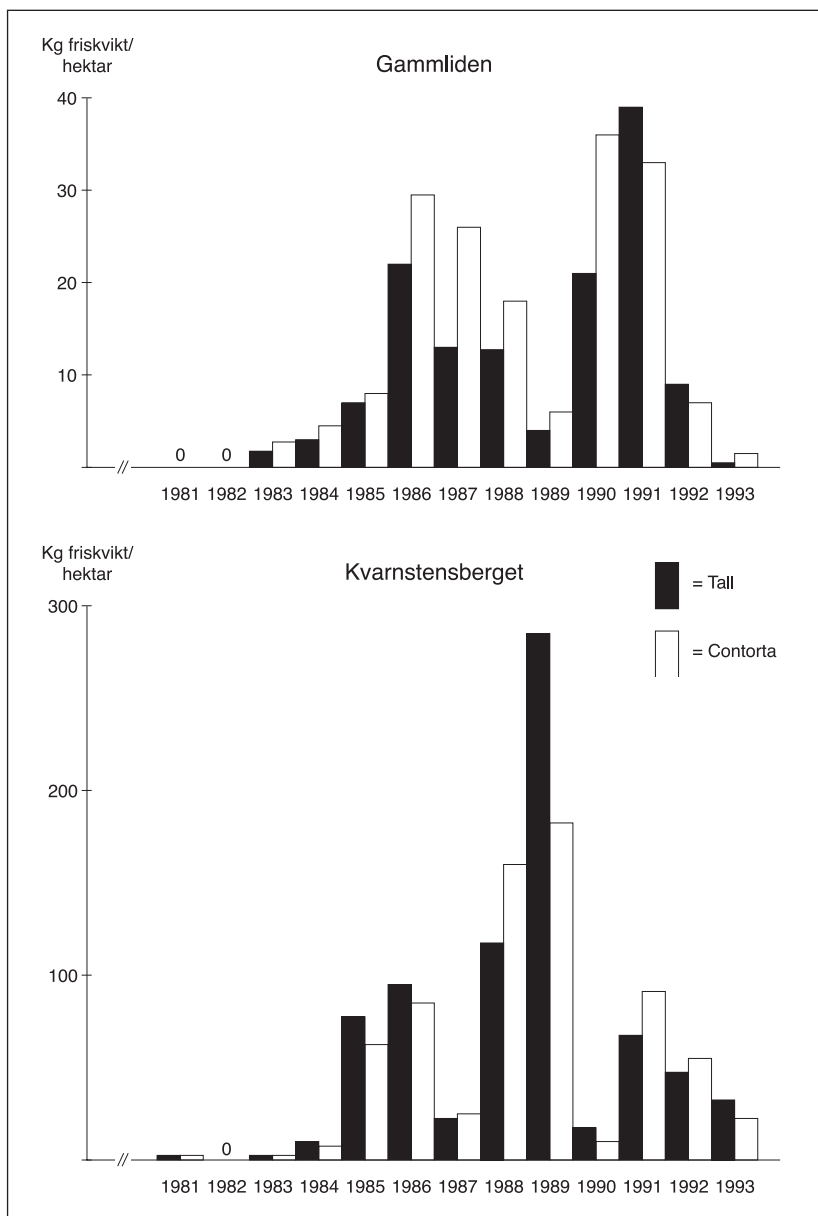 Kg friskvikt/
hektar
Gammliden
40
30
20
10
0 0
//
1981 1982 1983 1984 1985 1986 1987 1988 1989 1990 1991 1992 1993
Kg friskvikt/
hektar
Kvarnstensberget
= Tall
= Contorta
300
200
100
0
//
1981 1982 1983 1984 1985 1986 1987 1988 1989 1990 1991 1992 1993